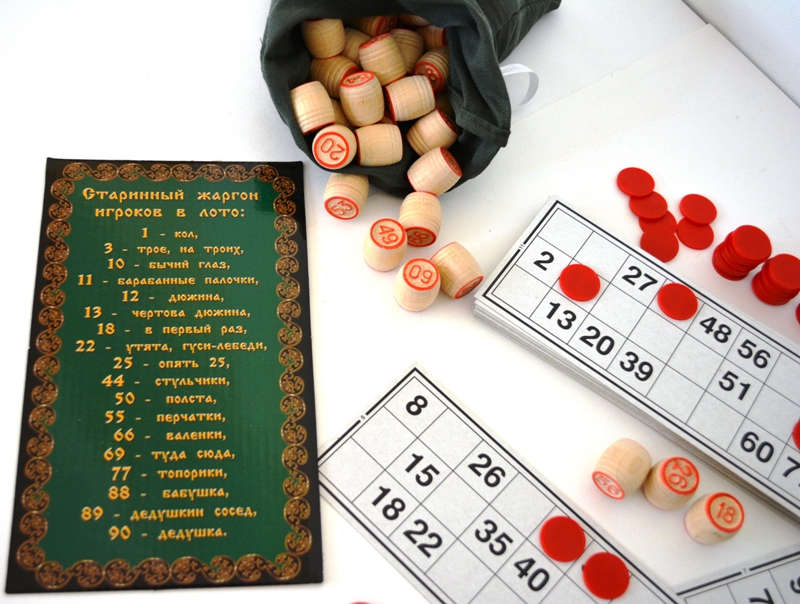 Старинный жаргон
игроков в лото:
1 - кол,
3 - трое, на троих,
10 - бычий глаз,
11 - барабанные палочки,
12 - дюжина,
13 - чертова дюжина,
18 - в первый раз,
22 - утята, гуси-лебеди,
25 - опять 25,
44 - стульчики,
50 - полста,
55 - перчатки,
66 - валенки,
69 - туда сюда,
77 - топорики,
88 - бабушка,
89 - дедушкин сосед,
90 - дедушка.
20
49
60
2 27 48 56
51
13 20 39 60
8 26
15 35
18 22 40
18